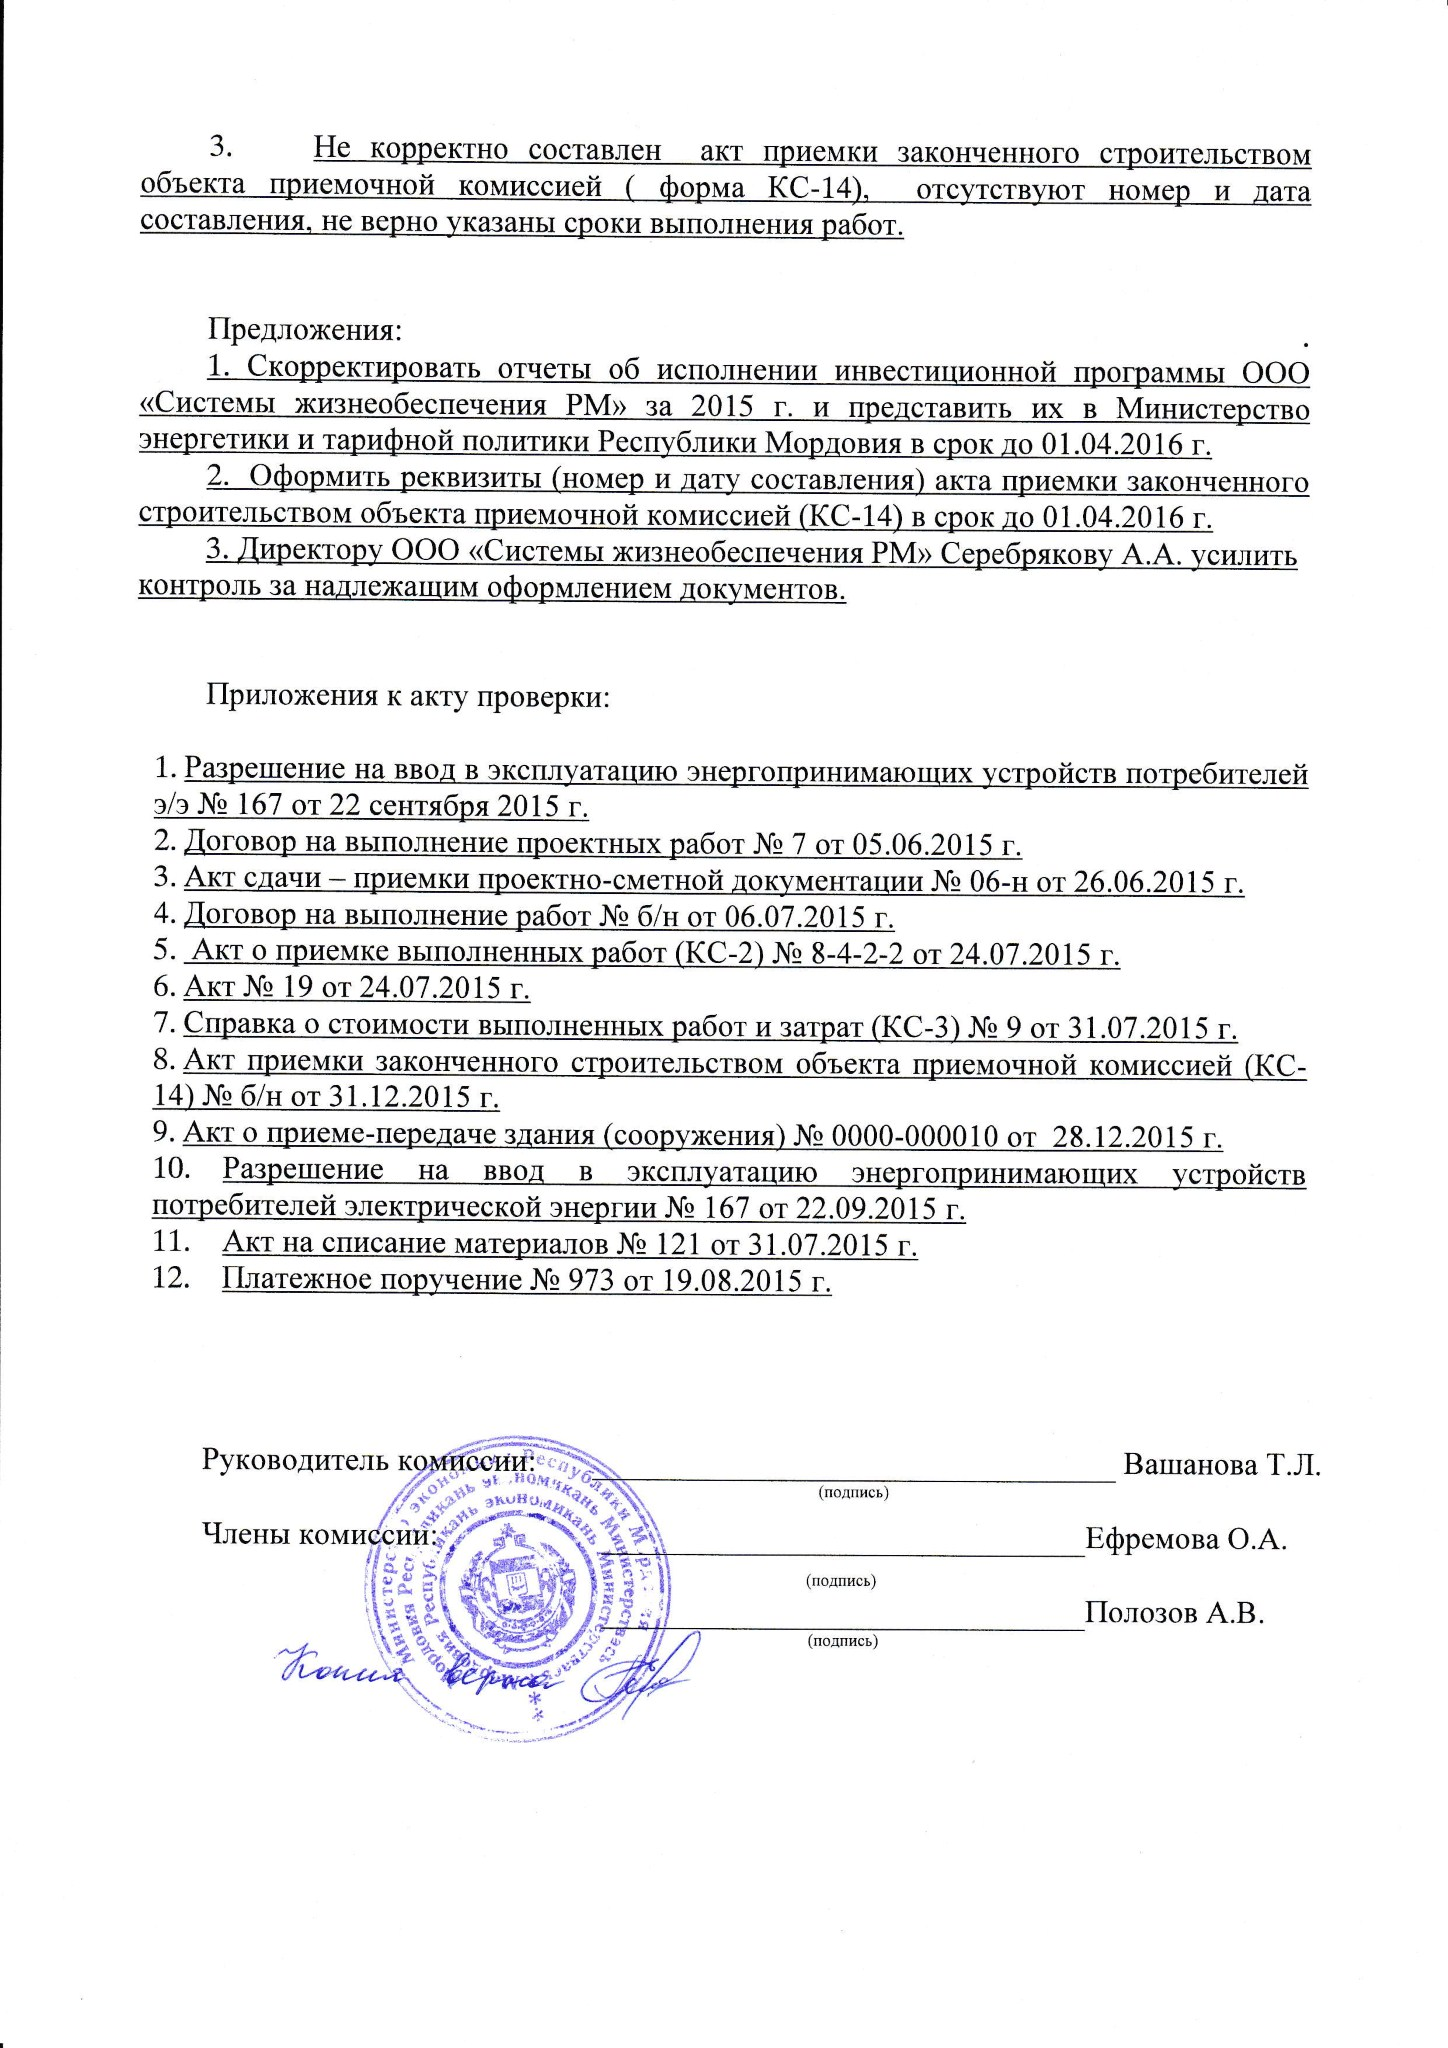 3. Не корректно составлен акт приемки законченного строительством
объекта приемочной комиссией ( форма КС-14), отсутствуют номер и дата
составления, не верно указаны сроки выполнения работ.
Предложения:
1. Скорректировать отчеты об исполнении инвестиционной программы ООО
«Системы жизнеобеспечения РМ» за 2015 г. и представить их в Министерство
энергетики и тарифной политики Республики Мордовия в срок до 01.04.2016 г.
2. Оформить реквизиты (номер и дату составления) акта приемки законченного
строительством объекта приемочной комиссией (КС-14) в срок до 01.04.2016 г.
3. Директору ООО «Системы жизнеобеспечения РМ» Серебрякову А.А. усилить
контроль за надлежащим оформлением документов.
Приложения к акту проверки:
1. Разрешение на ввод в эксплуатацию энергопринимающих устройств потребителей
э/э № 167 от 22 сентября 2015 г.
2. Договор на выполнение проектных работ № 7 от 05.06.2015 г.
3. Акт сдачи – приемки проектно-сметной документации № 06-н от 26.06.2015 г.
4. Договор на выполнение работ № б/н от 06.07.2015 г.
5. Акт о приемке выполненных работ (КС-2) № 8-4-2-2 от 24.07.2015 г.
6. Акт № 19 от 24.07.2015 г.
7. Справка о стоимости выполненных работ и затрат (КС-3) № 9 от 31.07.2015 г.
8. Акт приемки законченного строительством объекта приемочной комиссией (КС-
14) № б/н от 31.12.2015 г.
9. Акт о приеме-передаче здания (сооружения) № 0000-000010 от 28.12.2015 г.
10. Разрешение на ввод в эксплуатацию энергопринимающих устройств
потребителей электрической энергии № 167 от 22.09.2015 г.
11. Акт на списание материалов № 121 от 31.07.2015 г.
12. Платежное поручение № 973 от 19.08.2015 г.
Руководитель комиссии: Вашанова Т.Л.
(подпись)
Члены комиссии: Ефремова О.А.
(подпись)
Полозов А.В.
(подпись)
Копия верна